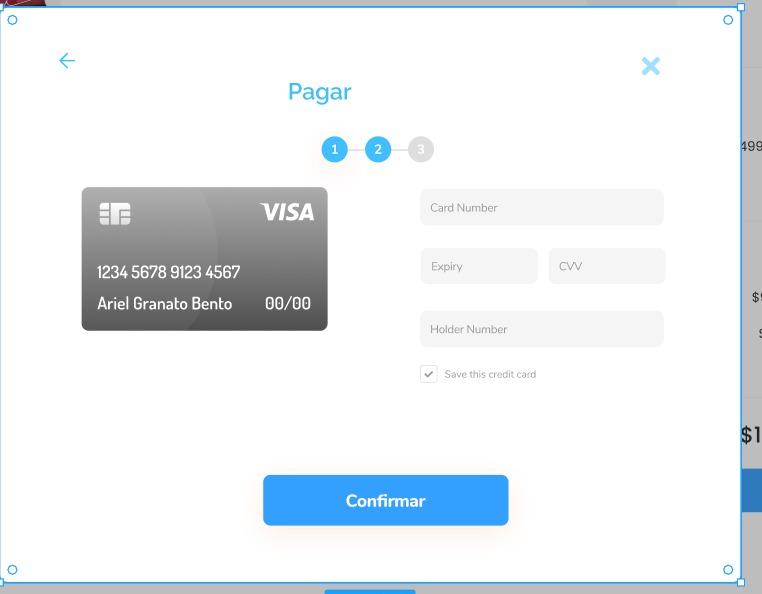 Pagar
1 2 3
VISA
1234 5678 9123 4567
Ariel Granato Bento 00/00
Card Number
Expiry CVV
Holder Number
Save this credit card
Confirmar
499
$1